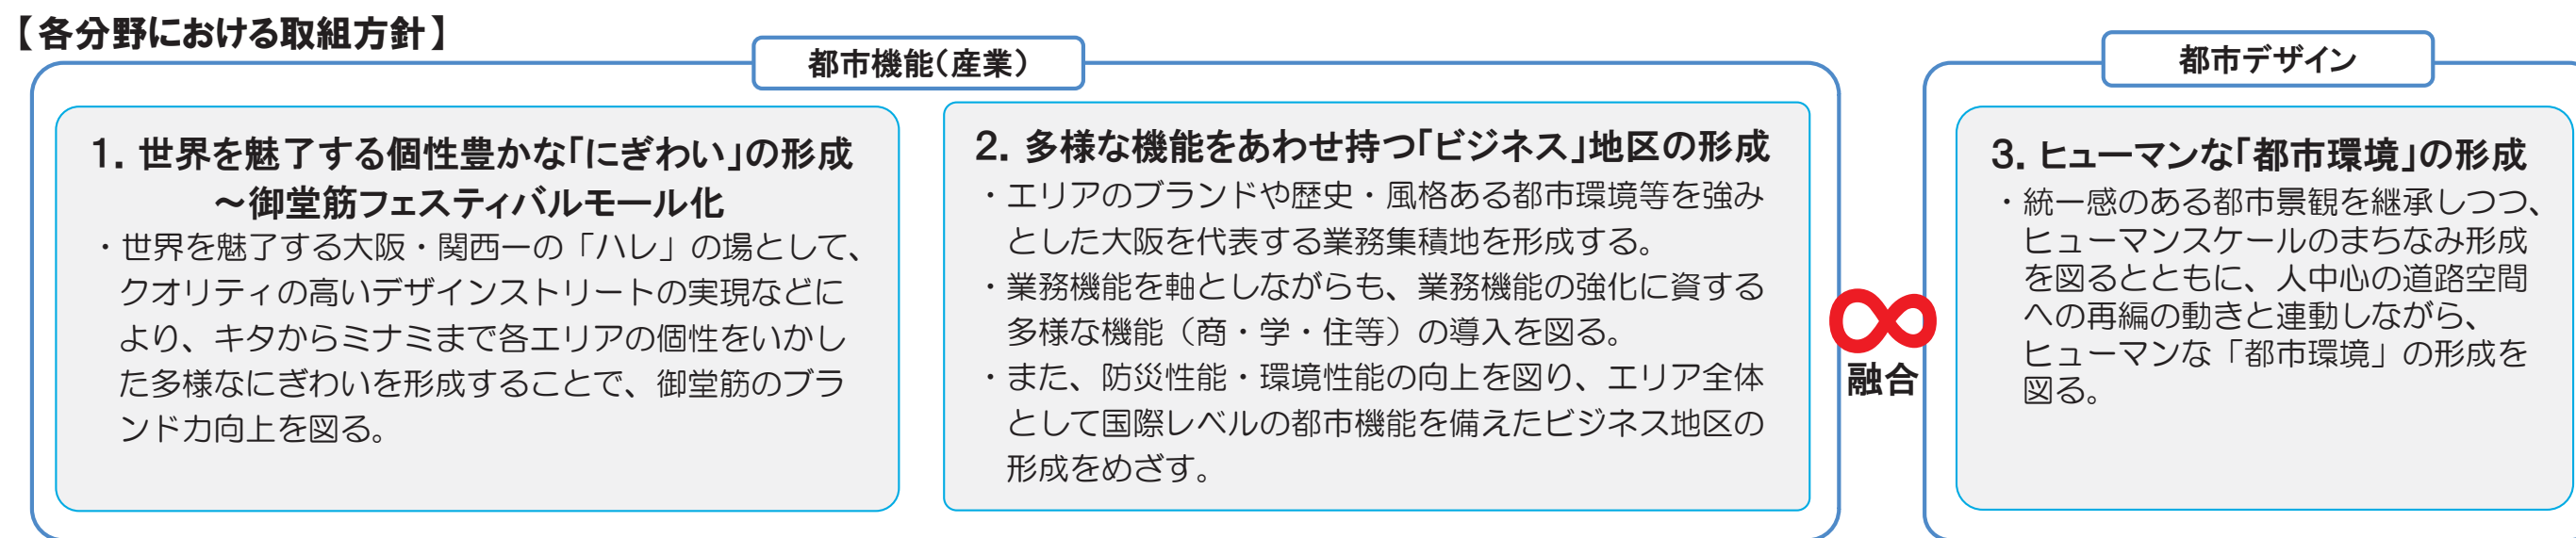 【各分野における取組方針】
都市機能(産業)
1. 世界を魅了する個性豊かな「にぎわい」の形成
～御堂筋フェスティバルモール化
・世界を魅了する大阪・関西一の「ハレ」の場として、
クオリティの高いデザインストリートの実現などに
より、キタからミナミまで各エリアの個性をいかし
た多様なにぎわいを形成することで、御堂筋のブラ
ンド力向上を図る。
2. 多様な機能をあわせ持つ「ビジネス」地区の形成
・エリアのブランドや歴史・風格ある都市環境等を強み
とした大阪を代表する業務集積地を形成する。
・業務機能を軸としながらも、業務機能の強化に資する
多様な機能（商・学・住等）の導入を図る。
・また、防災性能・環境性能の向上を図り、エリア全体
として国際レベルの都市機能を備えたビジネス地区の
形成をめざす。
融合
都市デザイン
3. ヒューマンな「都市環境」の形成
・統一感のある都市景観を継承しつつ、
ヒューマンスケールのまちなみ形成
を図るとともに、人中心の道路空間
への再編の動きと連動しながら、
ヒューマンな「都市環境」の形成を
図る。